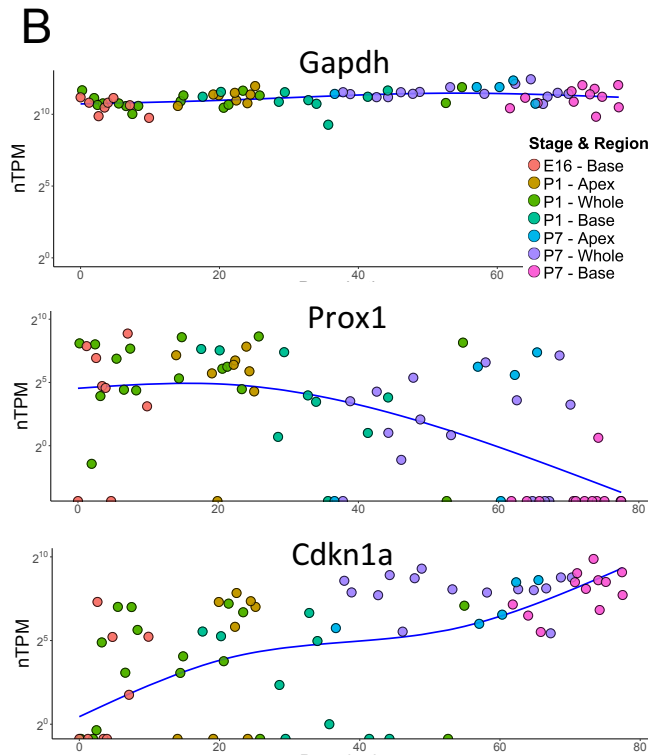 B
Gapdh
nTPM
2^10
2^5
2^0
0 20 40 60
Stage & Region
E16 - Base
P1 - Apex
P1 - Whole
P1 - Base
P7 - Apex
P7 - Whole
P7 - Base
Prox1
nTPM
2^10
2^5
2^0
0 20 40 60 80
Cdkn1a
nTPM
2^10
2^5
2^0
0 20 40 60 80